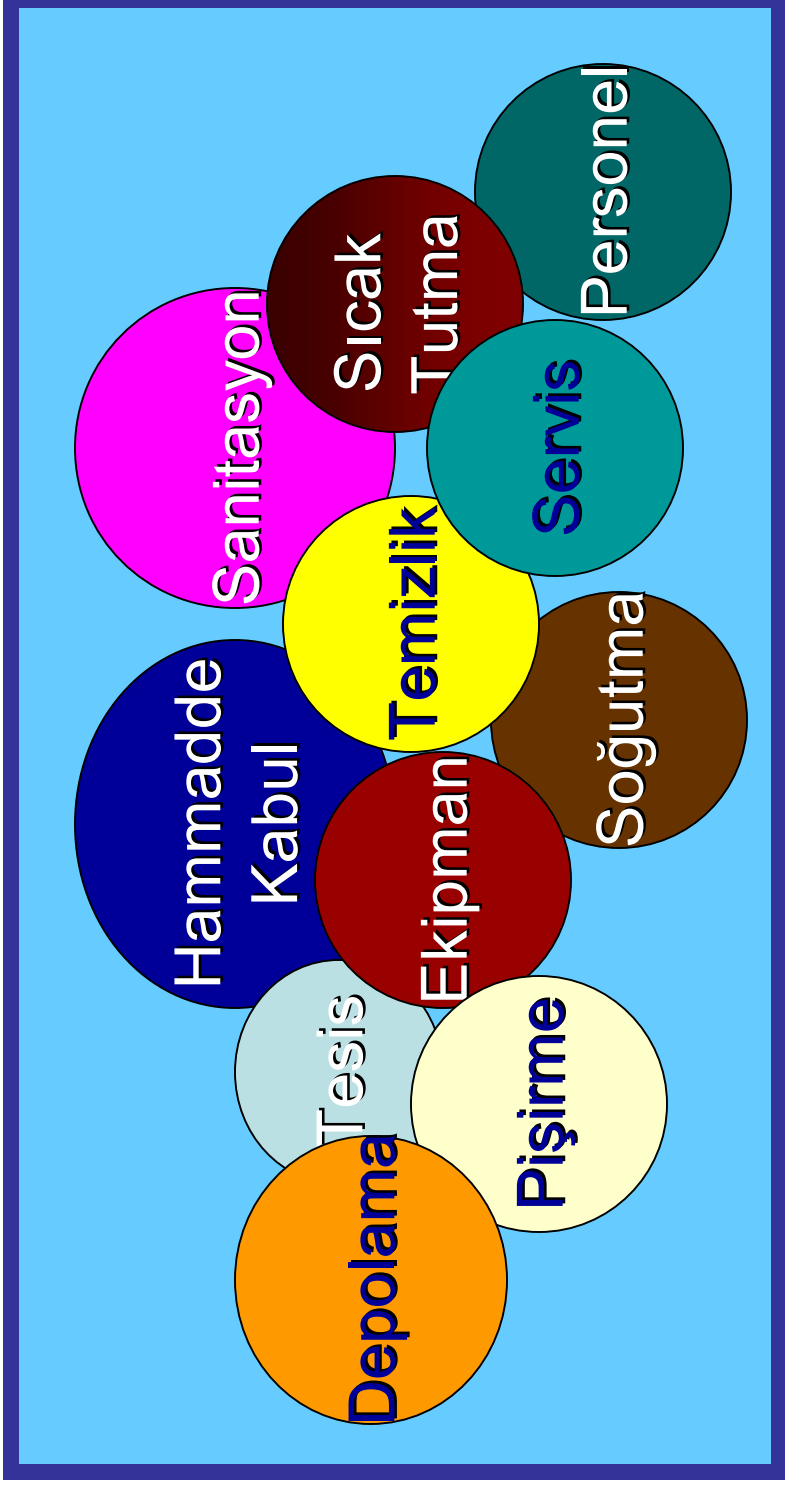 Hammadde
Kabul
Sanitasyon
Tesis
Sıcak
Tutma
Depolama
Ekipman
Temizlik
Pişirme
Servis
Soğutma
Personel